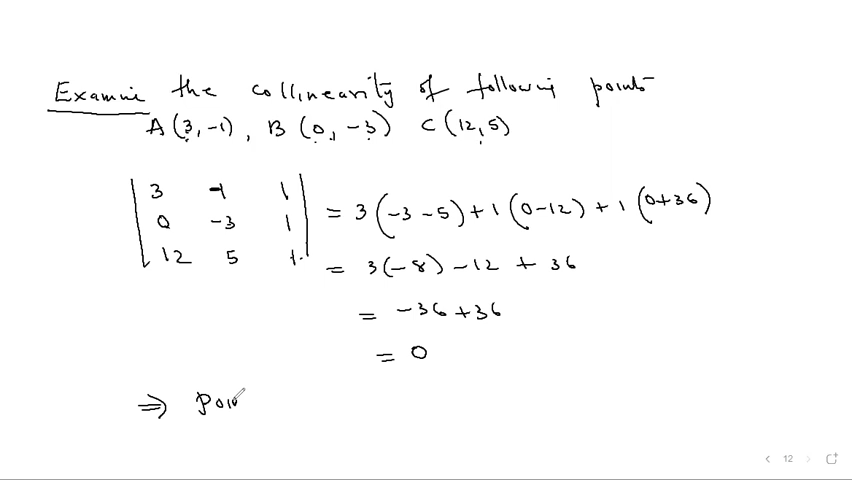 Examine the collinearity of following points
A(3,-1), B(0,-3) C(12,5)
| 3 -1 1 | = 3(-3-5)+1(0-12)+1(0+36)
| 0 -3 1 |
| 12 5 1 | = 3(-8)-12+36
= -36+36
= 0
⇒ Poin
< 12 >